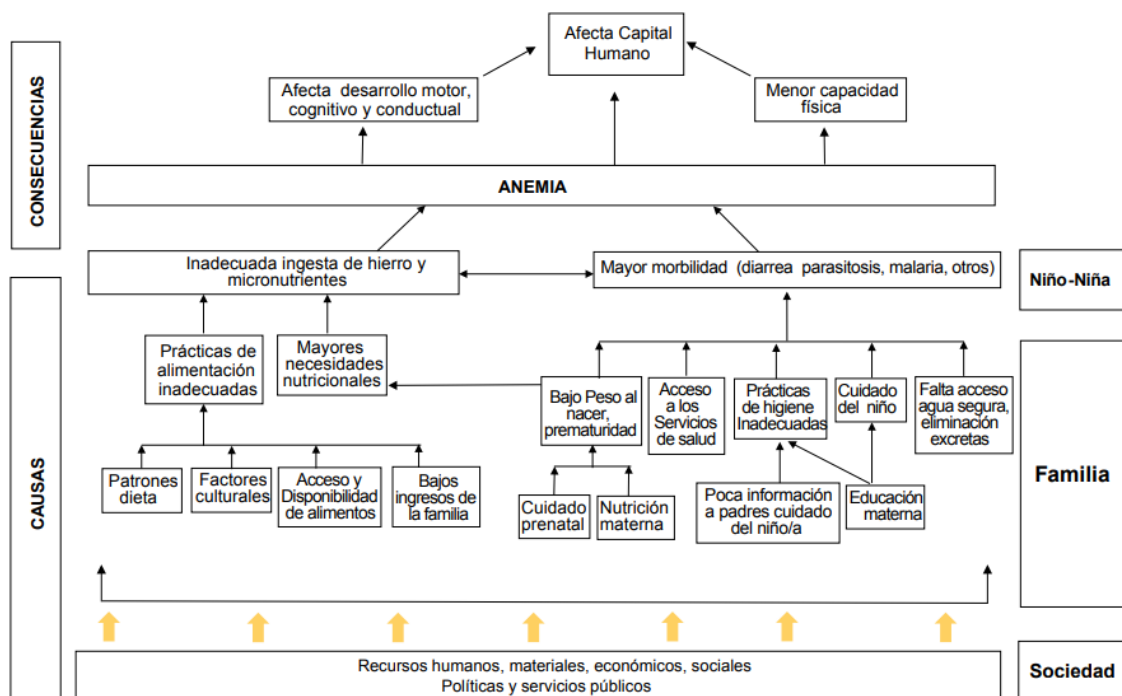 CONSECUENCIAS
Afecta Capital
Humano
Afecta desarrollo motor,
cognitivo y conductual
Menor capacidad
física
ANEMIA
CAUSAS
Inadecuada ingesta de hierro y
micronutrientes
Mayor morbilidad (diarrea parasitosis, malaria, otros)
Niño-Niña
Prácticas de
alimentación
inadecuadas
Mayores
necesidades
nutricionales
Bajo Peso al
nacer,
prematuridad
Acceso
a los
Servicios
de salud
Prácticas
de higiene
Inadecuadas
Cuidado
del niño
Falta acceso
agua segura,
eliminación
excretas
Familia
Patrones
dieta
Factores
culturales
Acceso y
Disponibilidad
de alimentos
Bajos
ingresos de
la familia
Cuidado
prenatal
Nutrición
materna
Poca información
a padres cuidado
del niño/a
Educación
materna
Recursos humanos, materiales, económicos, sociales
Políticas y servicios públicos
Sociedad